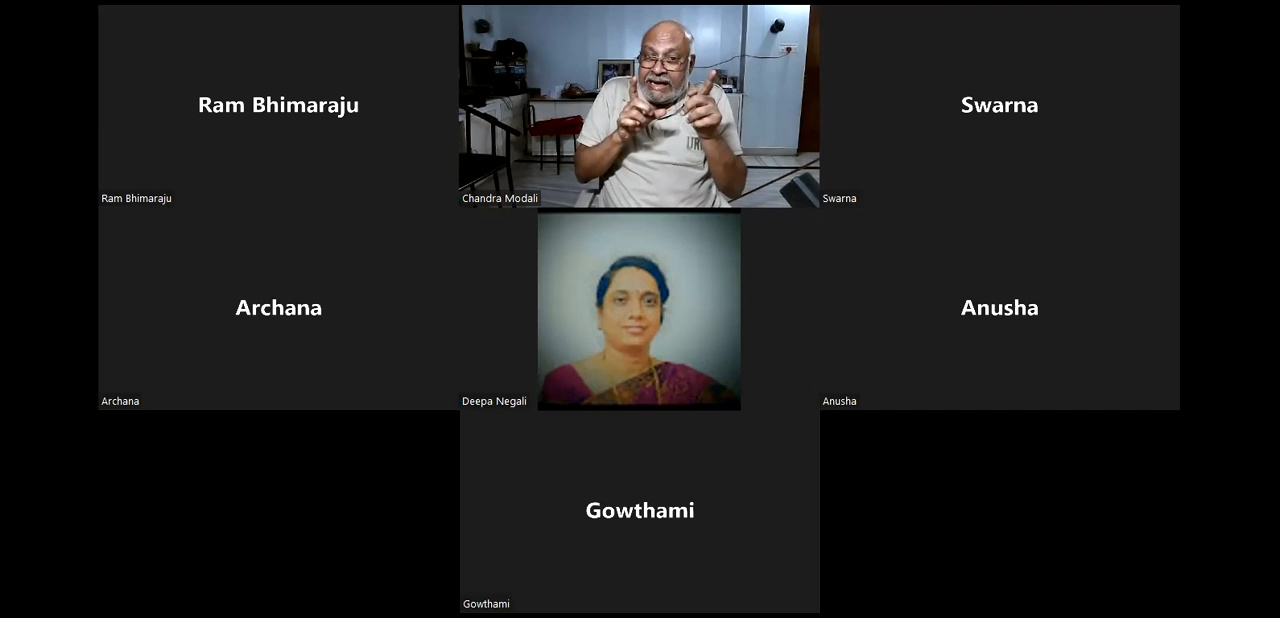 Ram Bhimaraju
Ram Bhimaraju
Chandra Modali
Swarna
Swarna
Archana
Archana
Deepa Negali
Anusha
Anusha
Gowthami
Gowthami